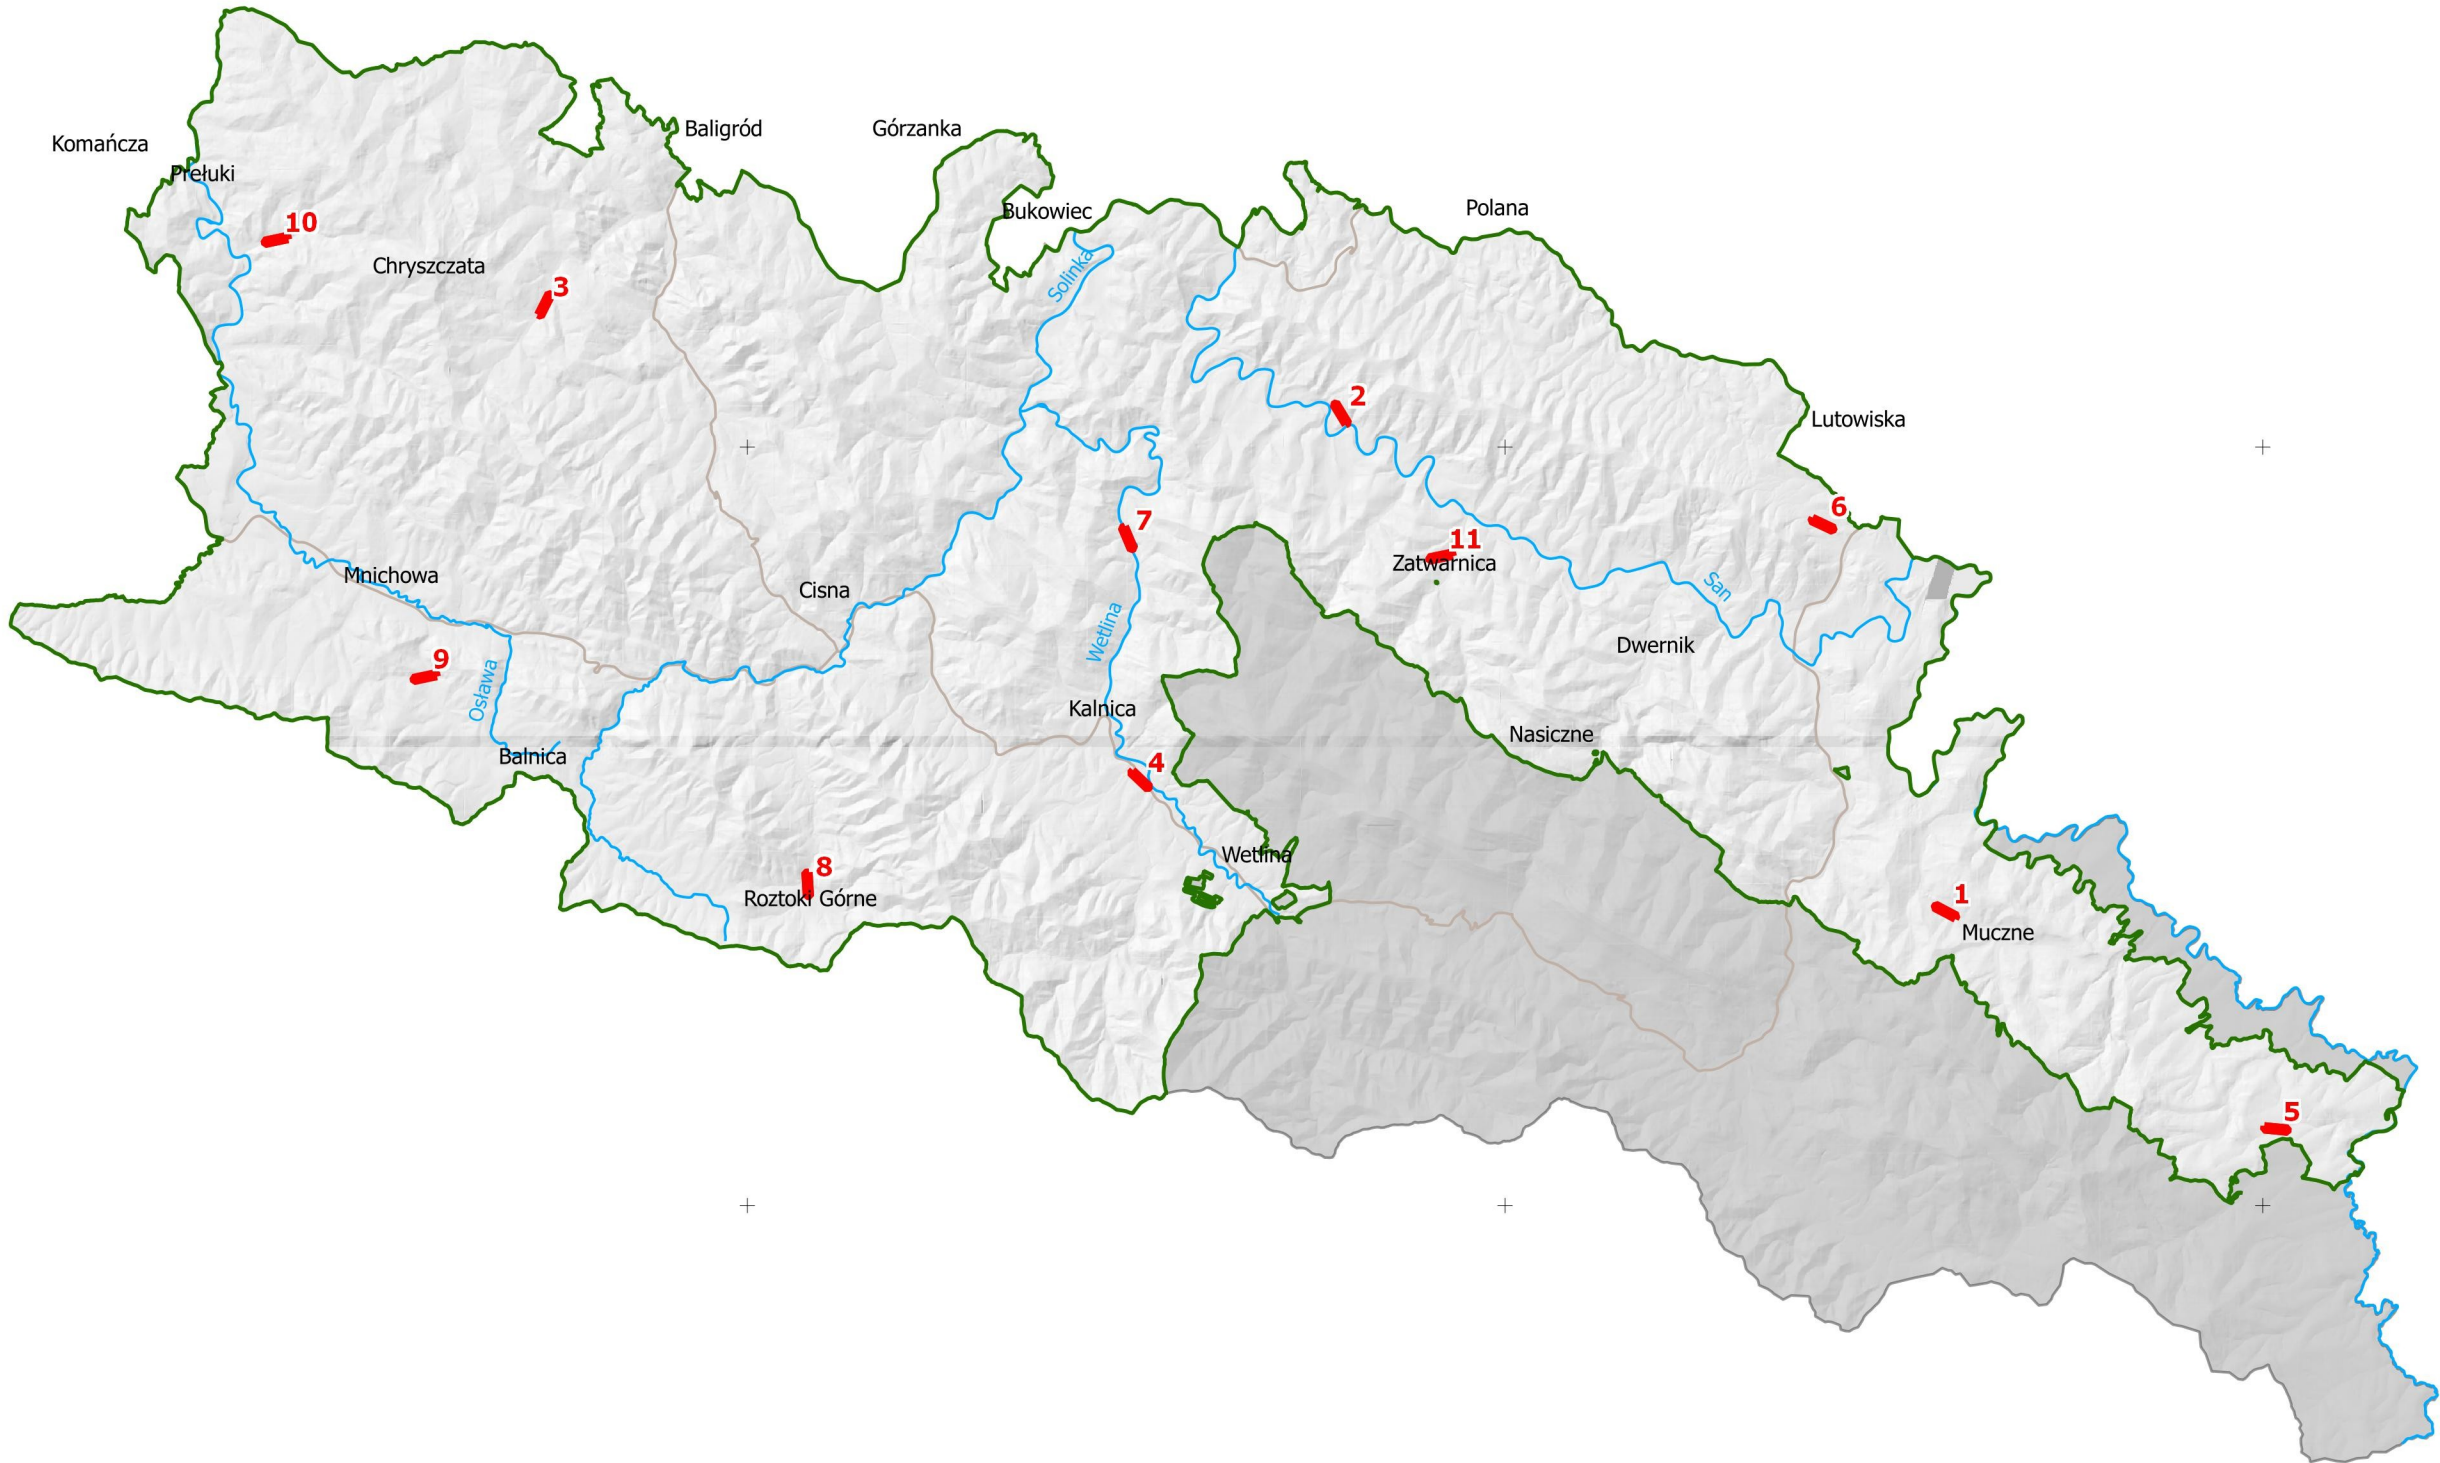 Baligród
Górzanka
Komańcza
Prełuki
Polana
Bukowiec
10
Chryszczata
Solinka
3
2
Lutowiska
6
7
11
Zatwarnica
Mnichowa
Cisna
San
Wetlina
Dwernik
9
Osława
Kalnica
Nasiczne
Balnica
4
Wetlina
8
Roztoki Górne
1
Muczne
5